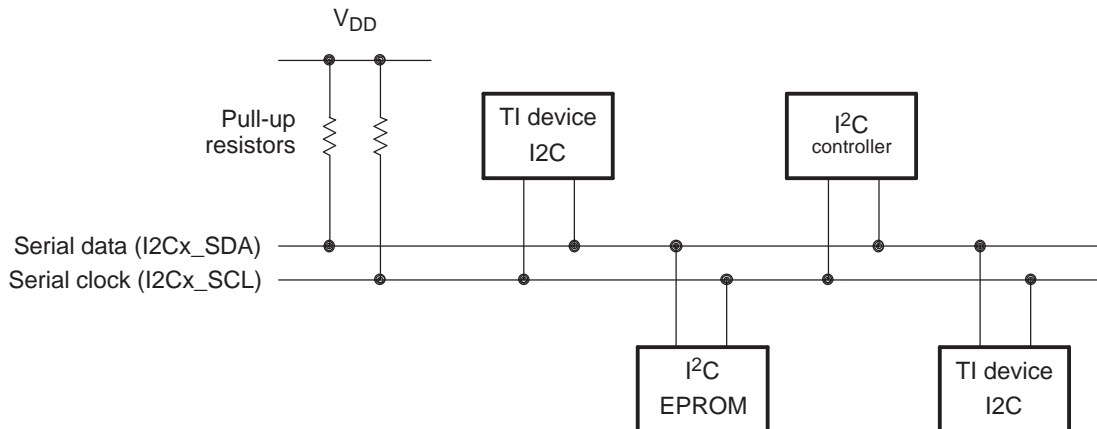 V_DD
Pull-up
resistors
TI device
I2C
I²C
controller
Serial data (I2Cx_SDA)
Serial clock (I2Cx_SCL)
I²C
EPROM
TI device
I2C